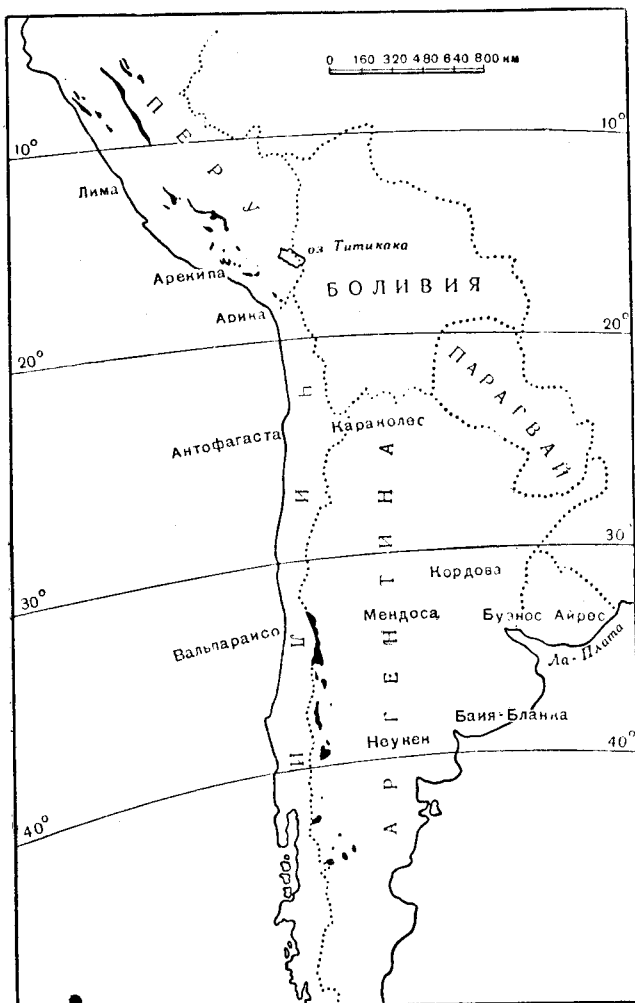 0 160 320 480 640 800 км
ПЕРУ
10° 10°
Лима
оз Титикака
Арекипа
БОЛИВИЯ
Арика
20° 20°
ПАРАГВАЙ
Караколес
Антофагаста
ЧИЛИ
АРГЕНТИНА
30°
Кордова
30°
Мендоса
Буэнос Айрес
Вальпараисо
Ла-Плата
Баия-Бланка
Неукен
40°
40°